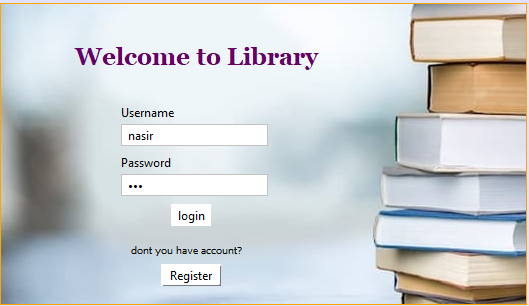 Welcome to Library
Username
nasir
Password
•••
login
dont you have account?
Register